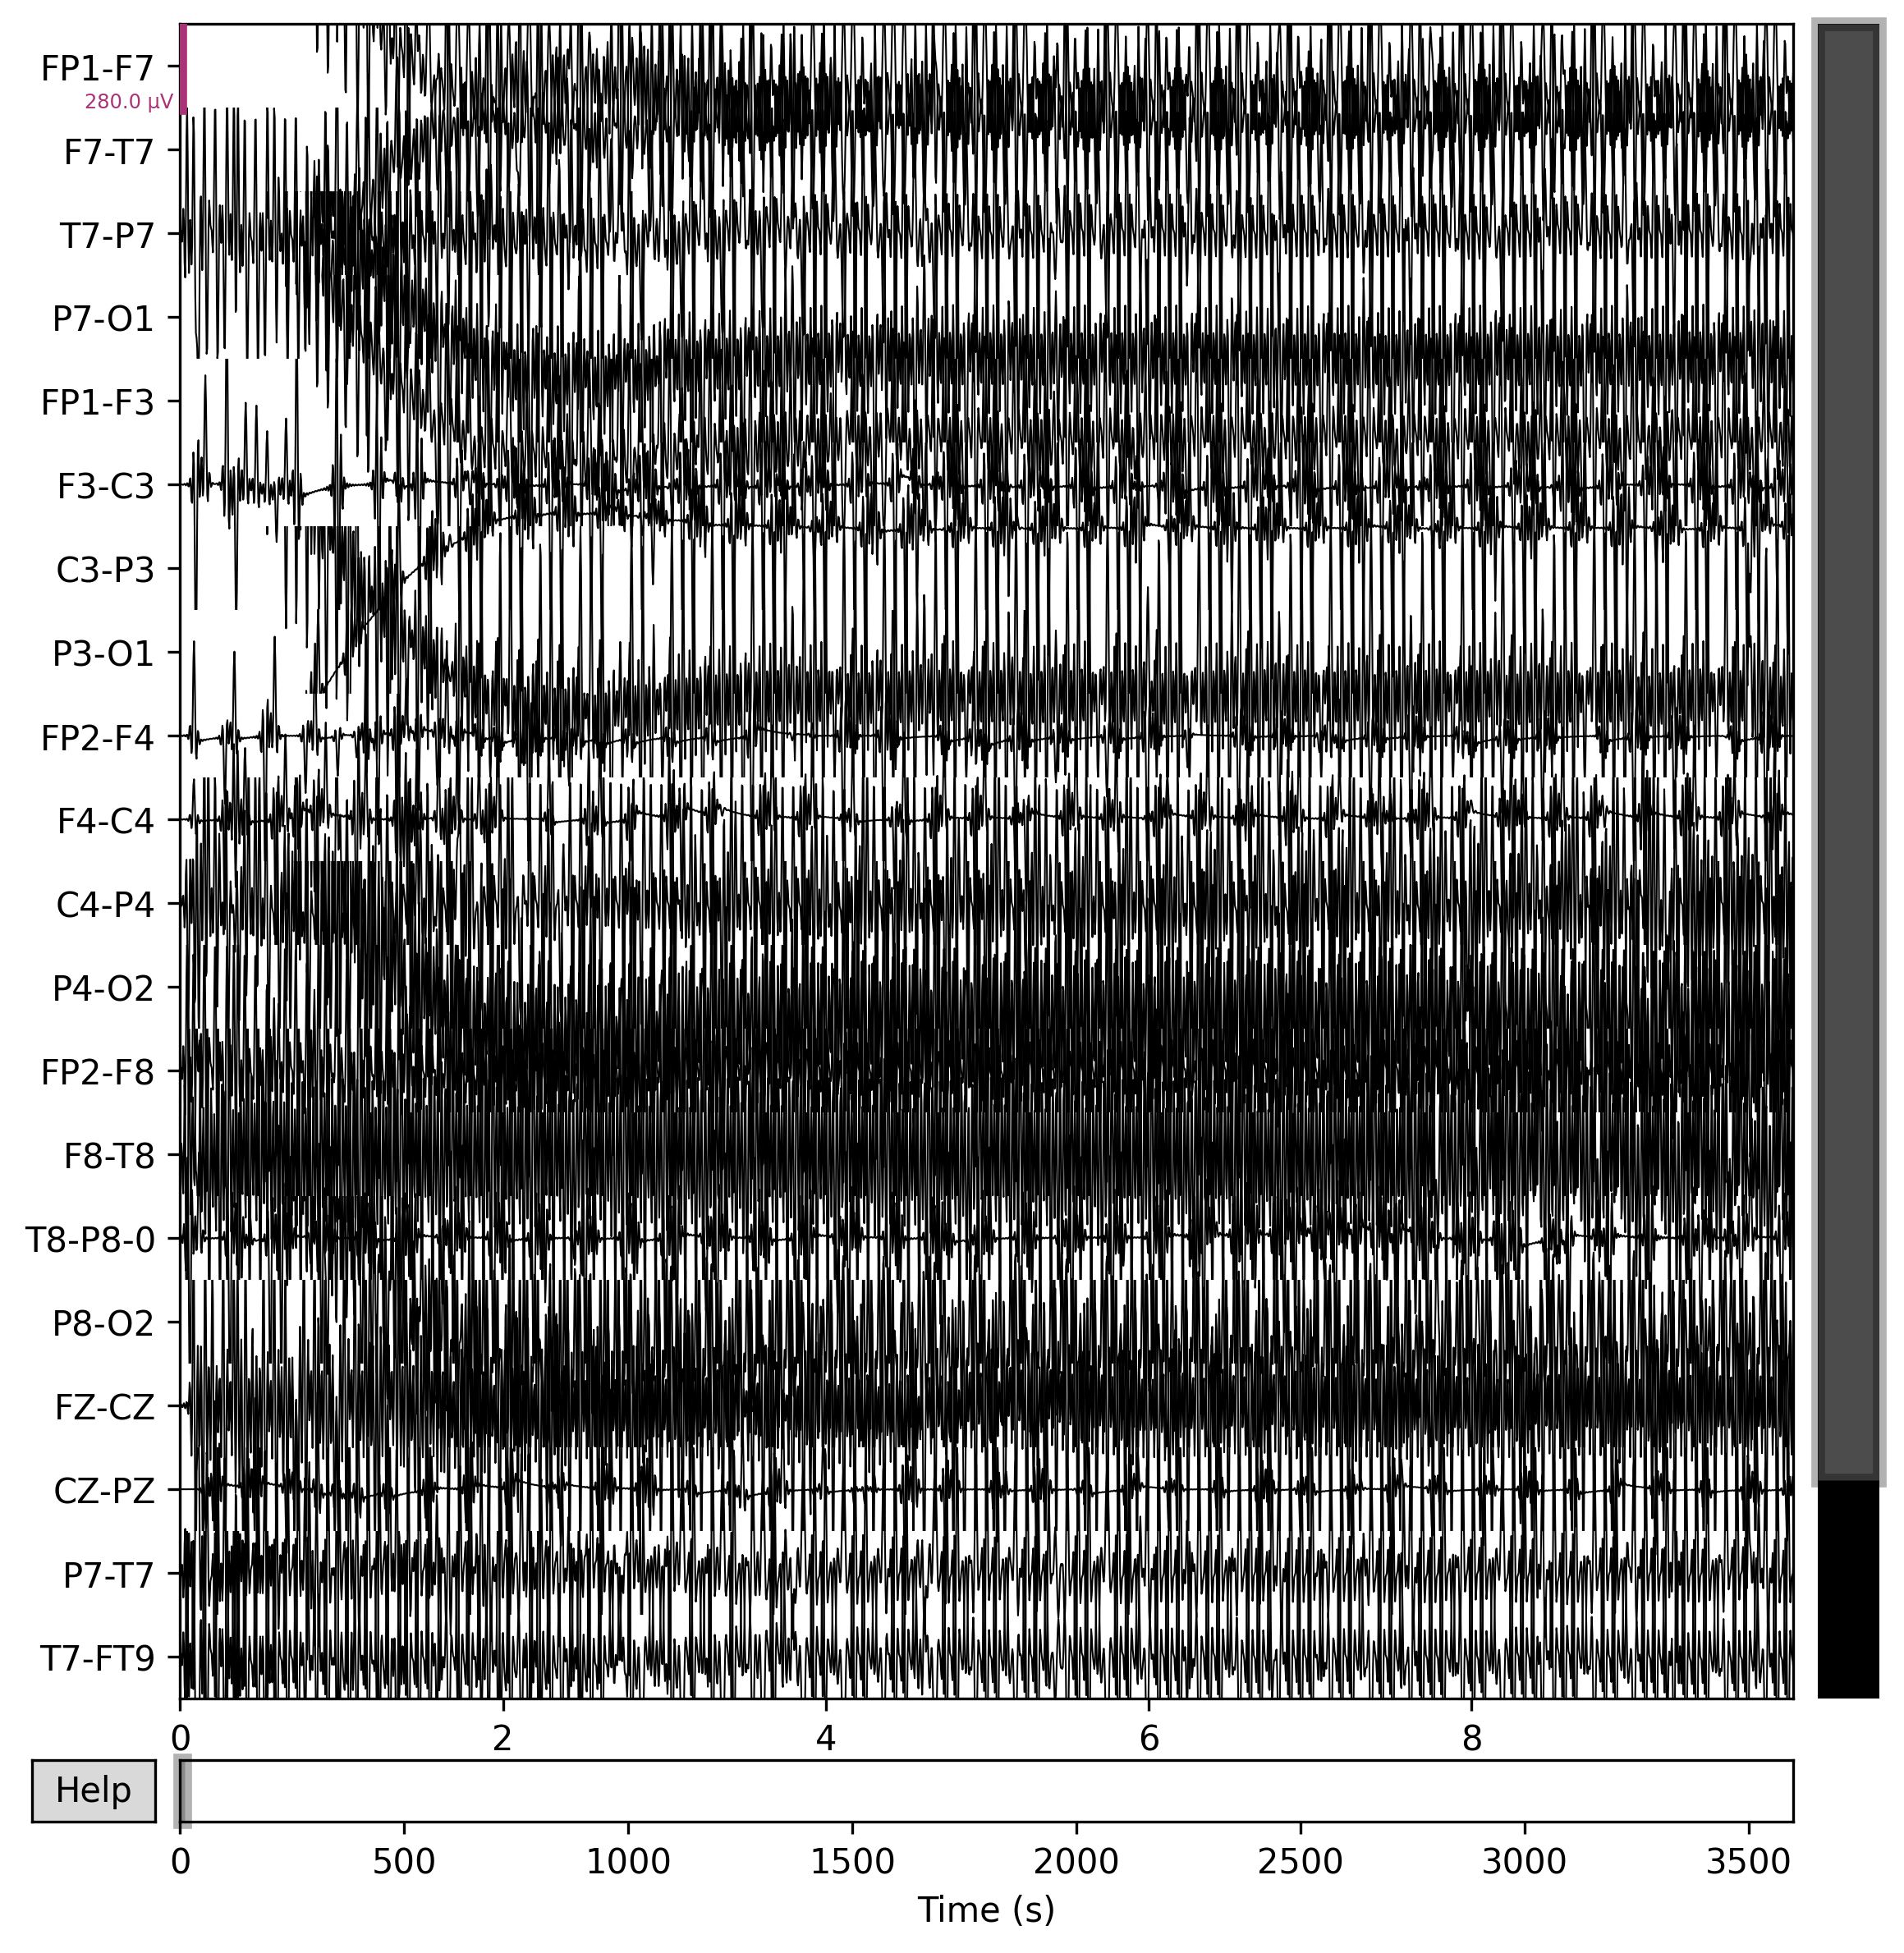 FP1-F7
280.0 µV
F7-T7
T7-P7
P7-O1
FP1-F3
F3-C3
C3-P3
P3-O1
FP2-F4
F4-C4
C4-P4
P4-O2
FP2-F8
F8-T8
T8-P8-0
P8-O2
FZ-CZ
CZ-PZ
P7-T7
T7-FT9
0 2 4 6 8
Help
0 500 1000 1500 2000 2500 3000 3500
Time (s)